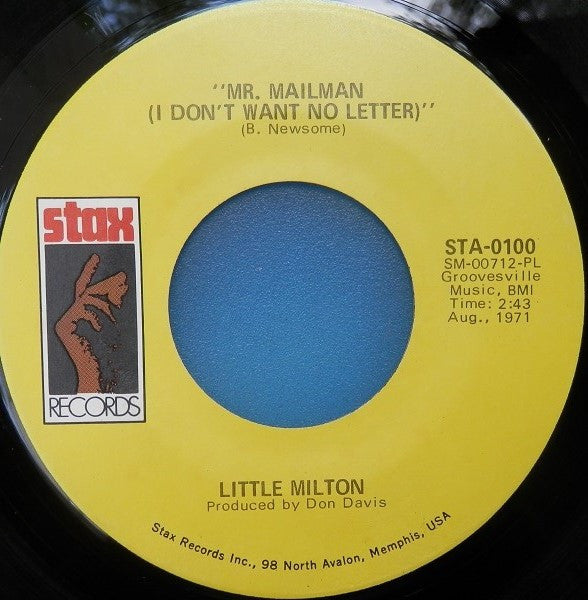 "MR. MAILMAN
(I DON'T WANT NO LETTER)"
(B. Newsome)
stax
RECORDS
STA-0100
SM-00712-PL
Groovesville
Music, BMI
Time: 2:43
Aug., 1971
LITTLE MILTON
Produced by Don Davis
Stax Records Inc., 98 North Avalon, Memphis, USA